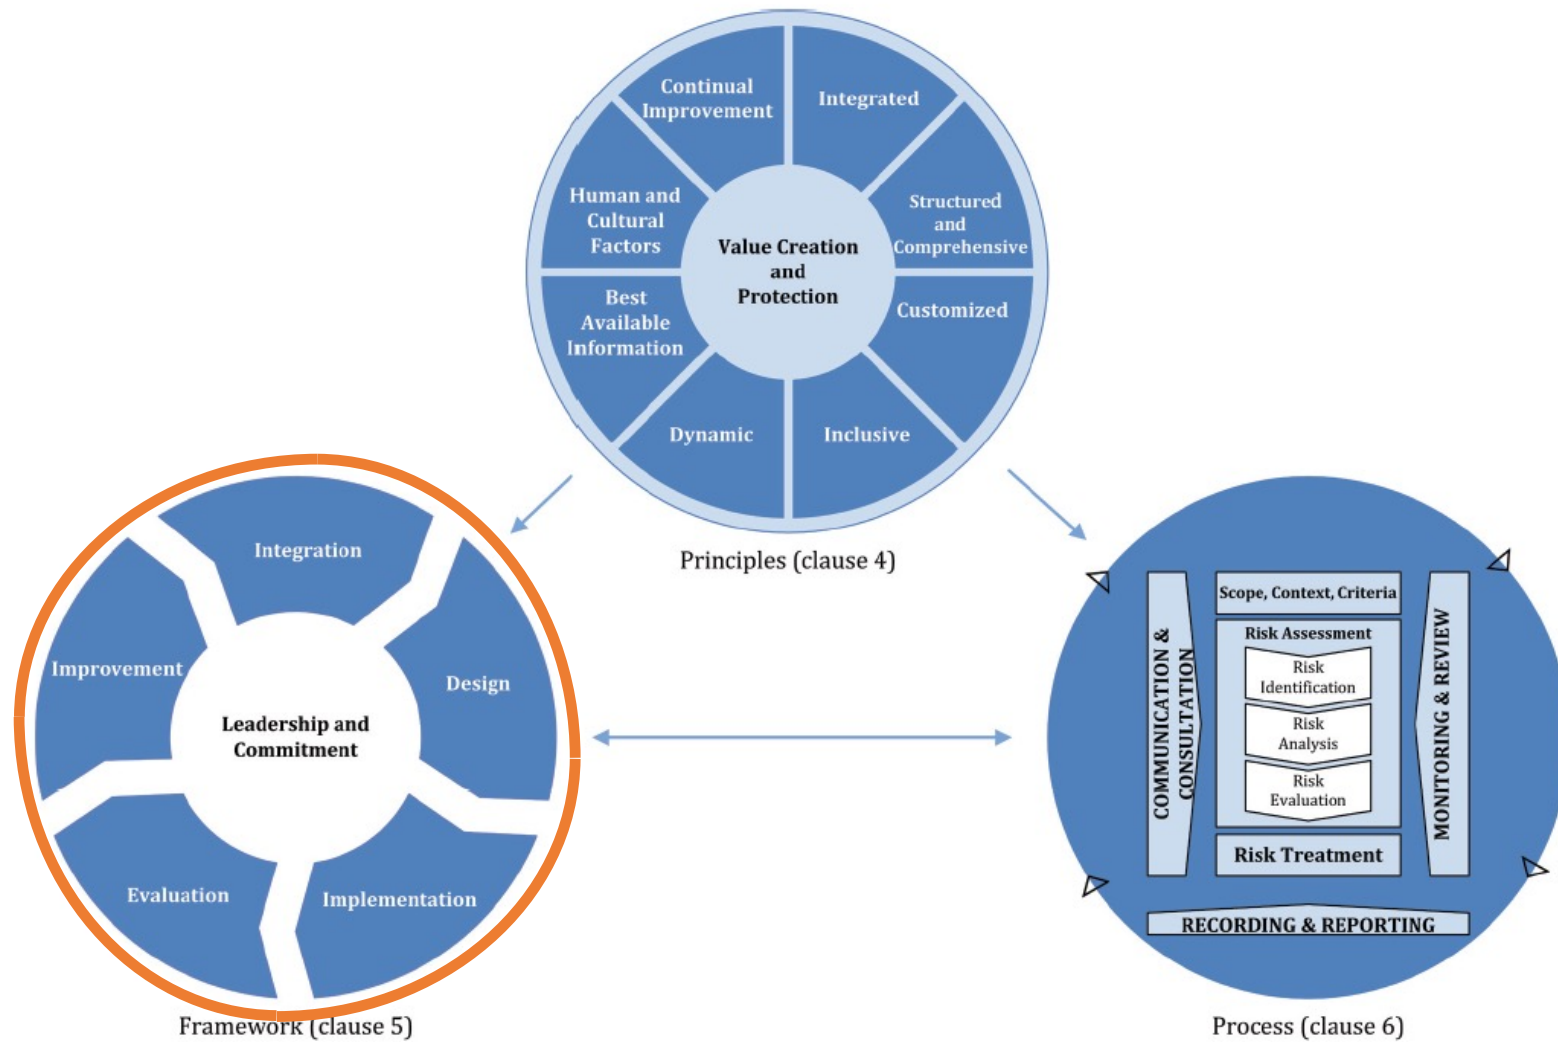 Continual
Improvement
Integrated
Human and
Cultural
Factors
Structured
and
Comprehensive
Value Creation
and
Protection
Best
Available
Information
Customized
Dynamic
Inclusive
Principles (clause 4)
Integration
Improvement
Design
Leadership and
Commitment
Evaluation
Implementation
Framework (clause 5)
Scope, Context, Criteria
Risk Assessment
Risk
Identification
Risk
Analysis
Risk
Evaluation
Risk Treatment
COMMUNICATION &
CONSULTATION
MONITORING & REVIEW
RECORDING & REPORTING
Process (clause 6)